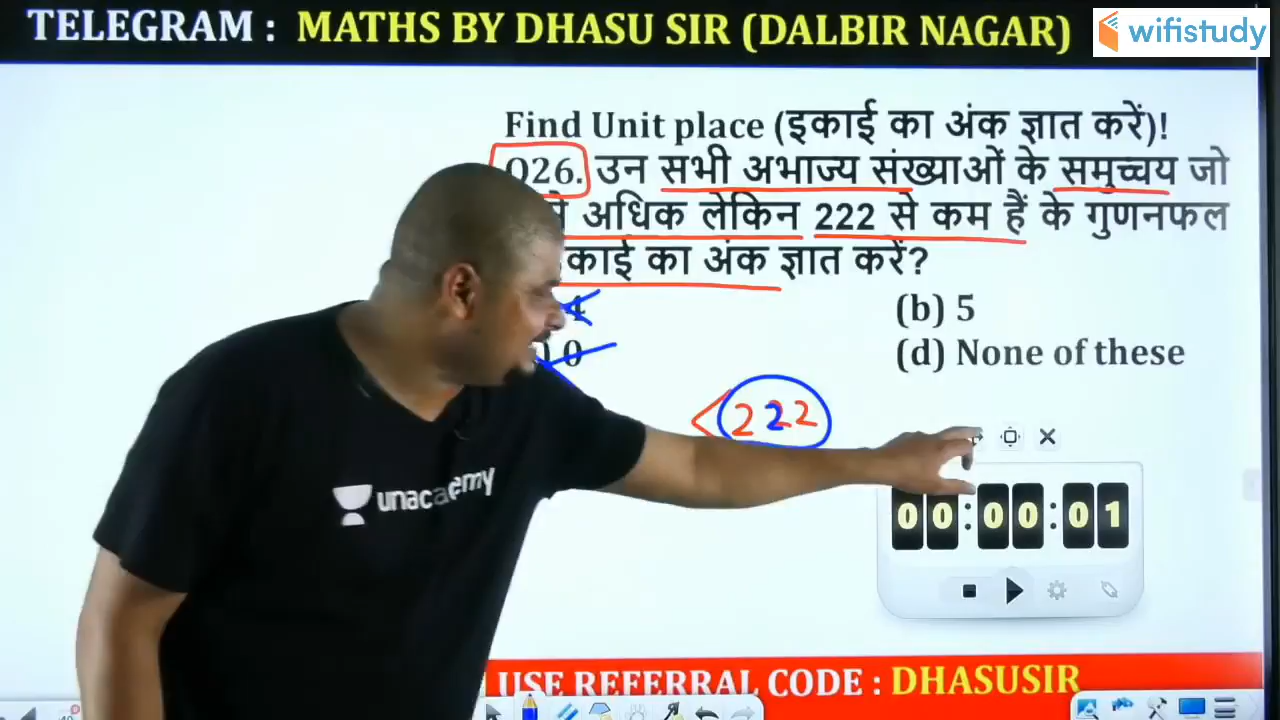 TELEGRAM : MATHS BY DHASU SIR (DALBIR NAGAR)
wifistudy
Find Unit place (इकाई का अंक ज्ञात करें)!
Q26. उन सभी अभाज्य संख्याओं के समुच्चय जो
अधिक लेकिन 222 से कम हैं के गुणनफल
इकाई का अंक ज्ञात करें?
4
(b) 5
0
(d) None of these
< 222
unacademy
00:00:01
USE REFERRAL CODE : DHASUSIR